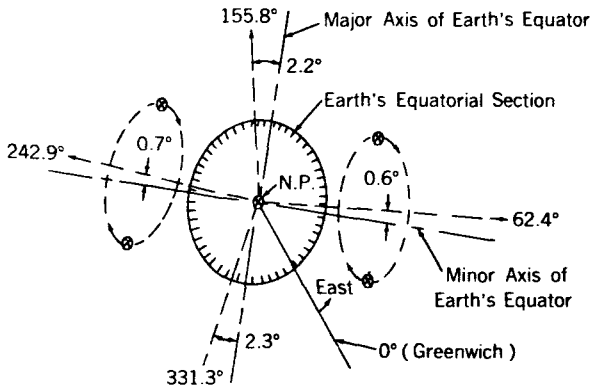 155.8°
Major Axis of Earth's Equator
2.2°
Earth's Equatorial Section
0.7°
242.9°
N.P.
0.6°
62.4°
Minor Axis of
Earth's Equator
East
2.3°
0° (Greenwich)
331.3°